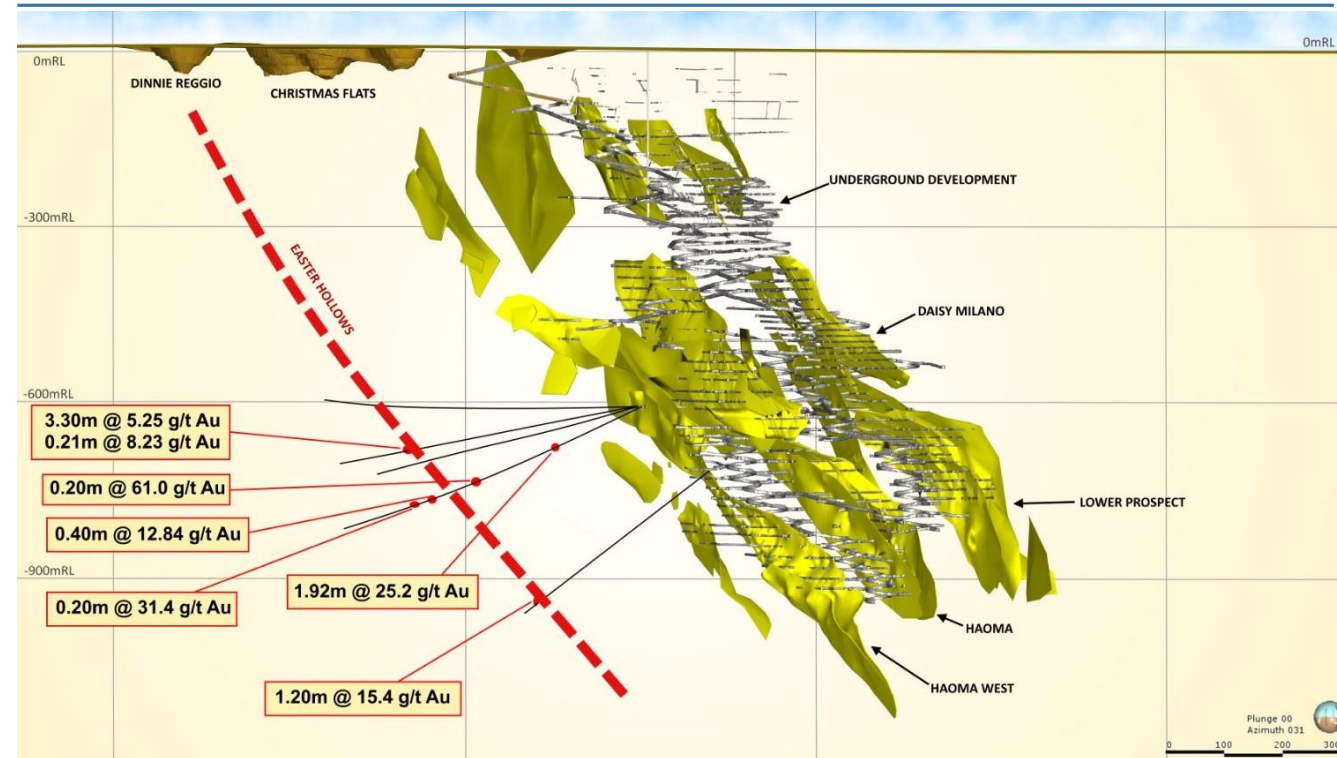 0mRL
0mRL
DINNIE REGGIO
CHRISTMAS FLATS
UNDERGROUND DEVELOPMENT
-300mRL
EASTER HOLLOWS
DAISY MILANO
-600mRL
3.30m @ 5.25 g/t Au
0.21m @ 8.23 g/t Au
0.20m @ 61.0 g/t Au
LOWER PROSPECT
0.40m @ 12.84 g/t Au
-900mRL
1.92m @ 25.2 g/t Au
0.20m @ 31.4 g/t Au
HAOMA
HAOMA WEST
1.20m @ 15.4 g/t Au
Plunge 00
Azimuth 031
0 100 200 300